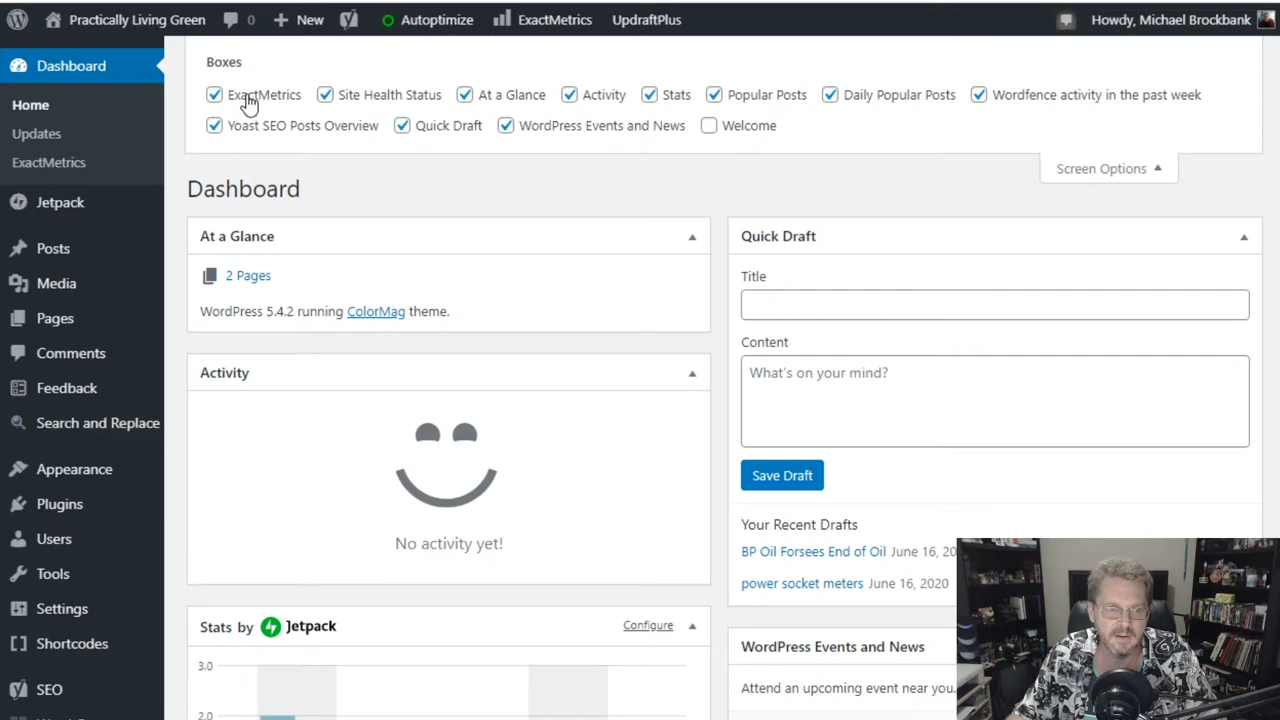 Practically Living Green 0 New Autoptimize ExactMetrics UpdraftPlus Howdy, Michael Brockbank
Dashboard
Home
Updates
ExactMetrics
Jetpack
Posts
Media
Pages
Comments
Feedback
Search and Replace
Appearance
Plugins
Users
Tools
Settings
Shortcodes
SEO
Boxes
ExactMetrics Site Health Status At a Glance Activity Stats Popular Posts Daily Popular Posts Wordfence activity in the past week
Yoast SEO Posts Overview Quick Draft WordPress Events and News Welcome
Screen Options
Dashboard
At a Glance
2 Pages
WordPress 5.4.2 running ColorMag theme.
Activity
No activity yet!
Stats by Jetpack Configure
3.0
2.0
Quick Draft
Title
Content
What's on your mind?
Save Draft
Your Recent Drafts
BP Oil Forsees End of Oil June 16, 20
power socket meters June 16, 2020
WordPress Events and News
Attend an upcoming event near you.